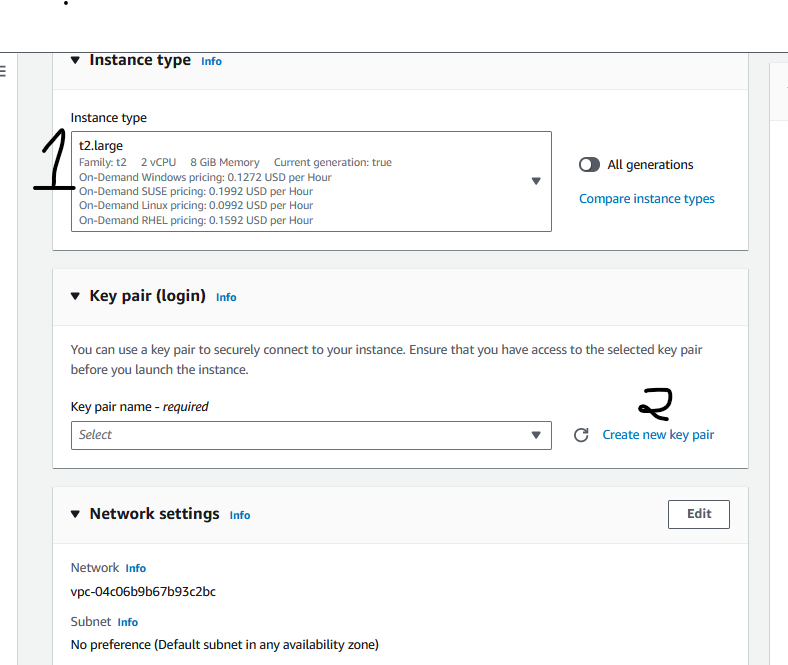 Instance type Info
Instance type
1
t2.large
Family: t2 2 vCPU 8 GiB Memory Current generation: true
On-Demand Windows pricing: 0.1272 USD per Hour
On-Demand SUSE pricing: 0.1992 USD per Hour
On-Demand Linux pricing: 0.0992 USD per Hour
On-Demand RHEL pricing: 0.1592 USD per Hour
All generations
Compare instance types
Key pair (login) Info
You can use a key pair to securely connect to your instance. Ensure that you have access to the selected key pair
before you launch the instance.
Key pair name - required
2
Select
Create new key pair
Network settings Info
Edit
Network Info
vpc-04c06b9b67b93c2bc
Subnet Info
No preference (Default subnet in any availability zone)